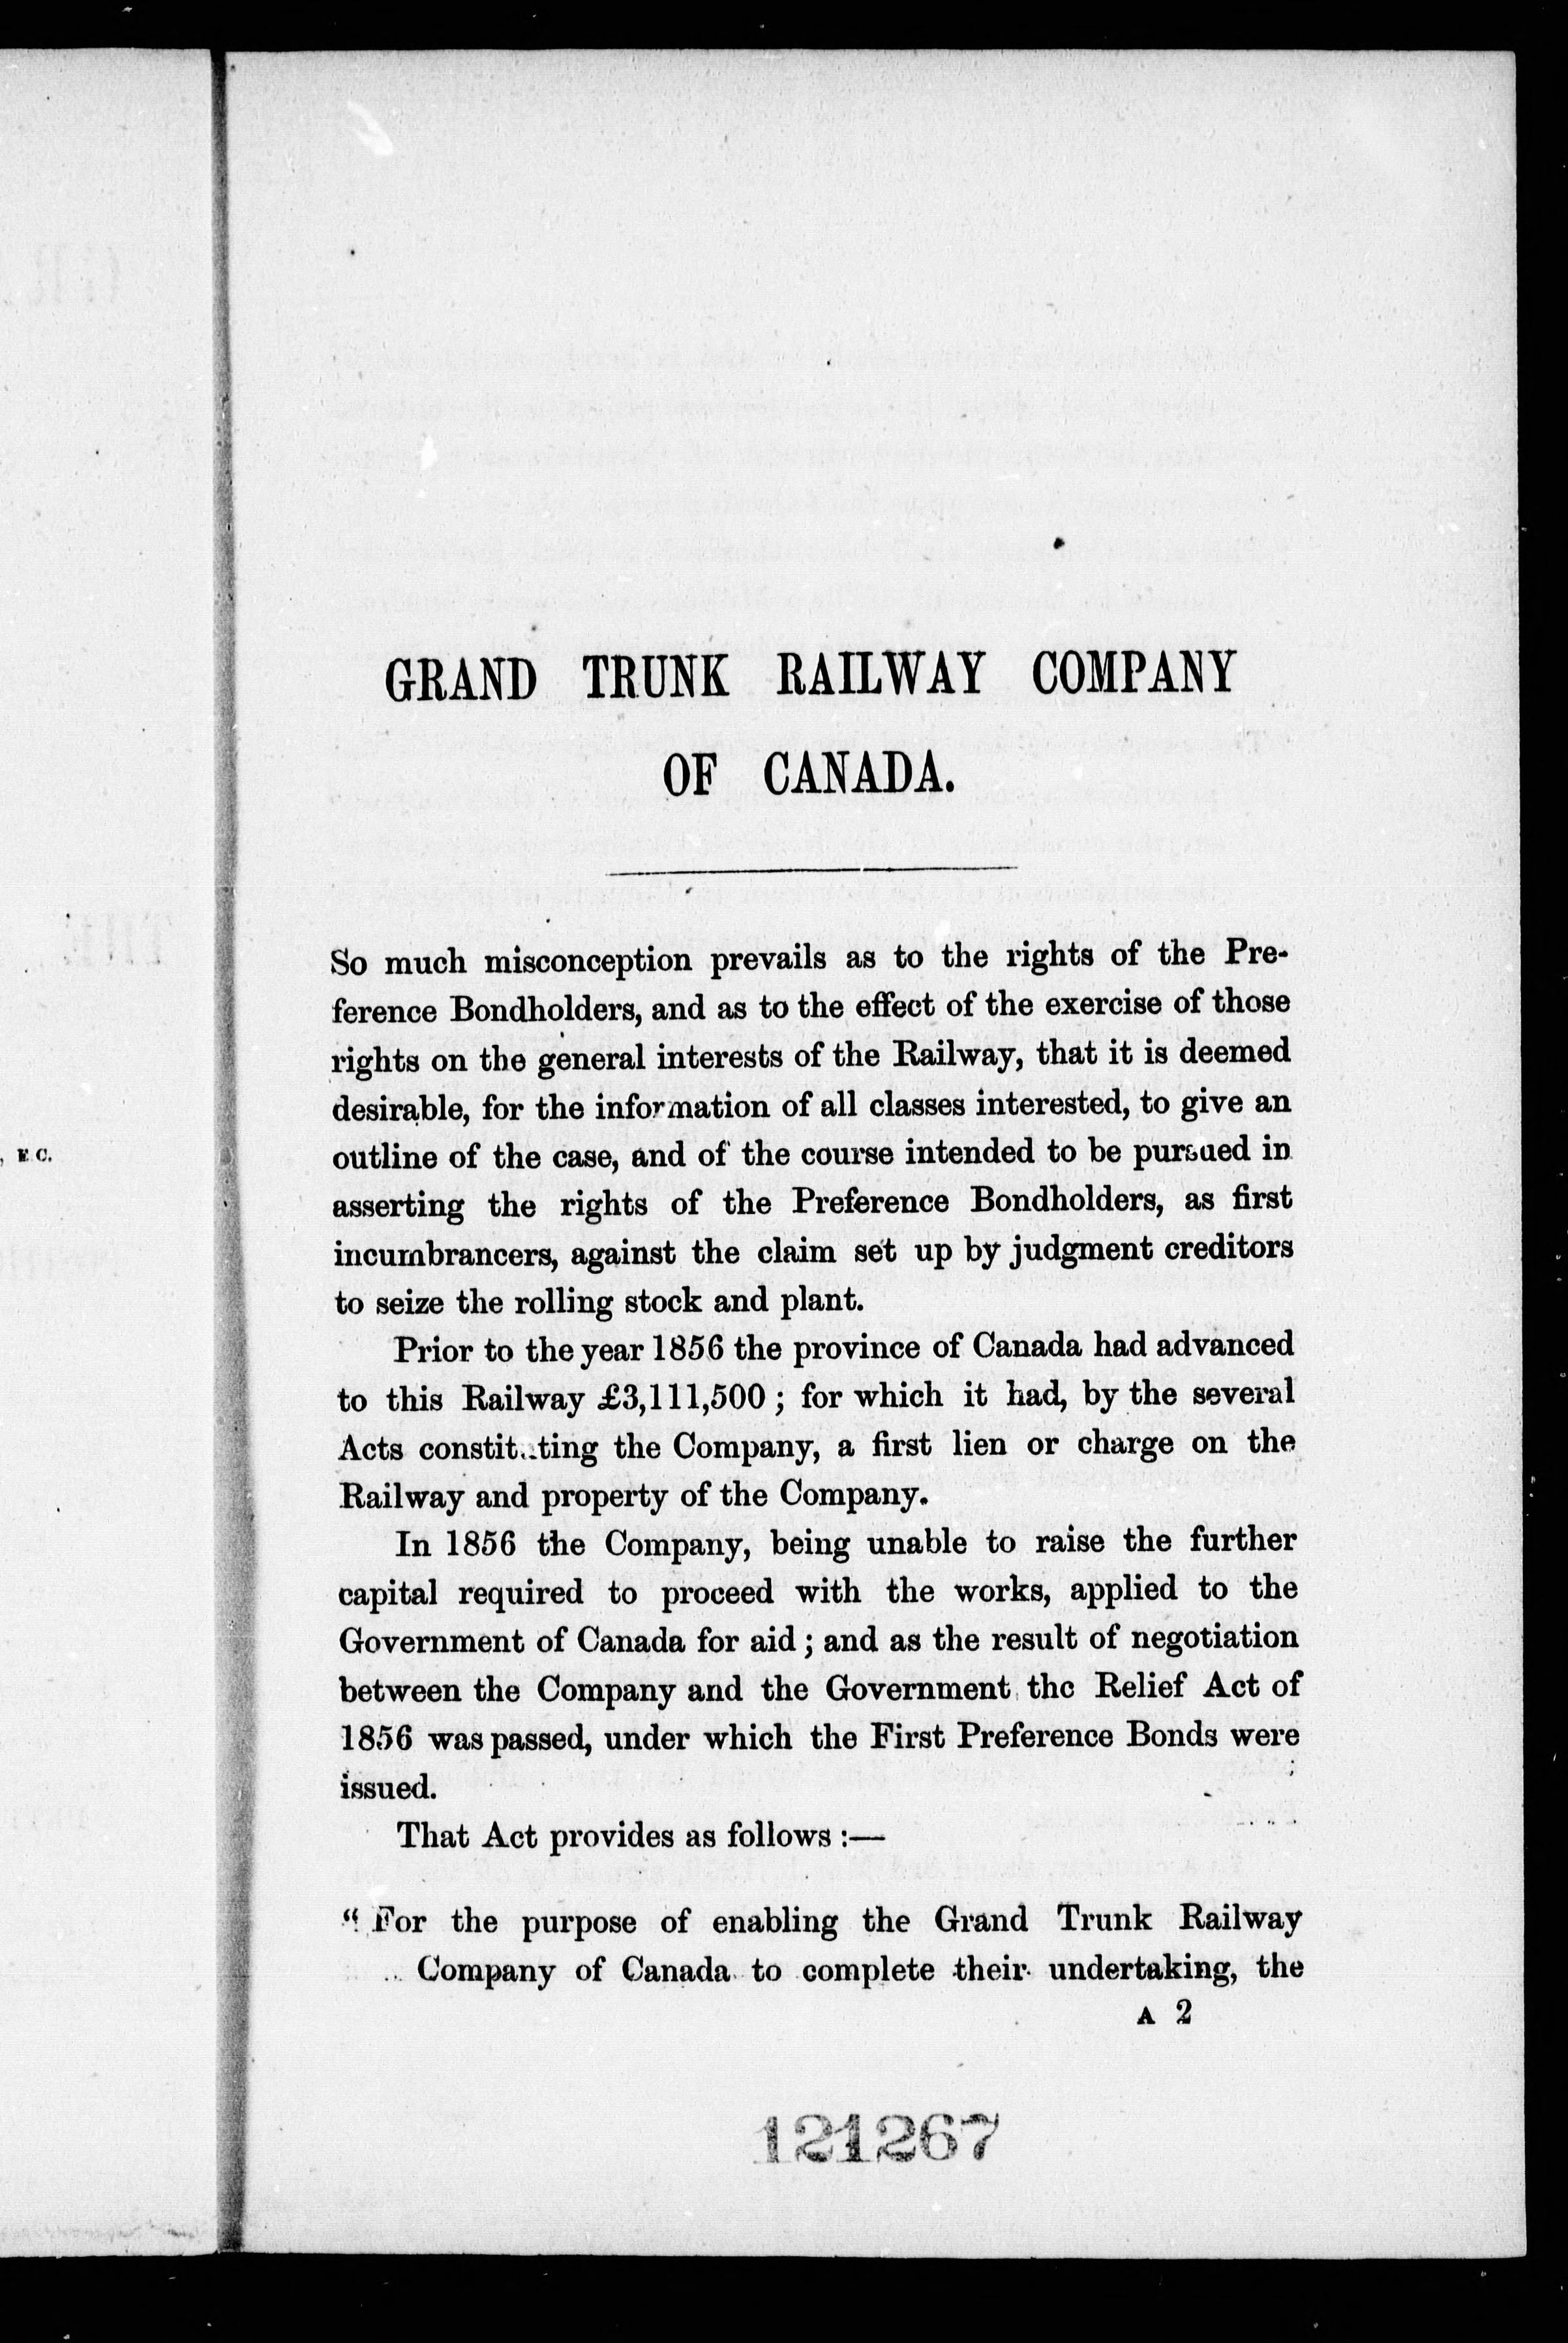 GRAND TRUNK RAILWAY COMPANY
OF CANADA.
So much misconception prevails as to the rights of the Pre-
ference Bondholders, and as to the effect of the exercise of those
rights on the general interests of the Railway, that it is deemed
desirable, for the information of all classes interested, to give an
outline of the case, and of the course intended to be pursued in
asserting the rights of the Preference Bondholders, as first
incumbrancers, against the claim set up by judgment creditors
to seize the rolling stock and plant.
Prior to the year 1856 the province of Canada had advanced
to this Railway £3,111,500 ; for which it had, by the several
Acts constituting the Company, a first lien or charge on the
Railway and property of the Company.
In 1856 the Company, being unable to raise the further
capital required to proceed with the works, applied to the
Government of Canada for aid ; and as the result of negotiation
between the Company and the Government the Relief Act of
1856 was passed, under which the First Preference Bonds were
issued.
That Act provides as follows :—
“ For the purpose of enabling the Grand Trunk Railway
Company of Canada to complete their undertaking, the
A 2
121267
, E C.